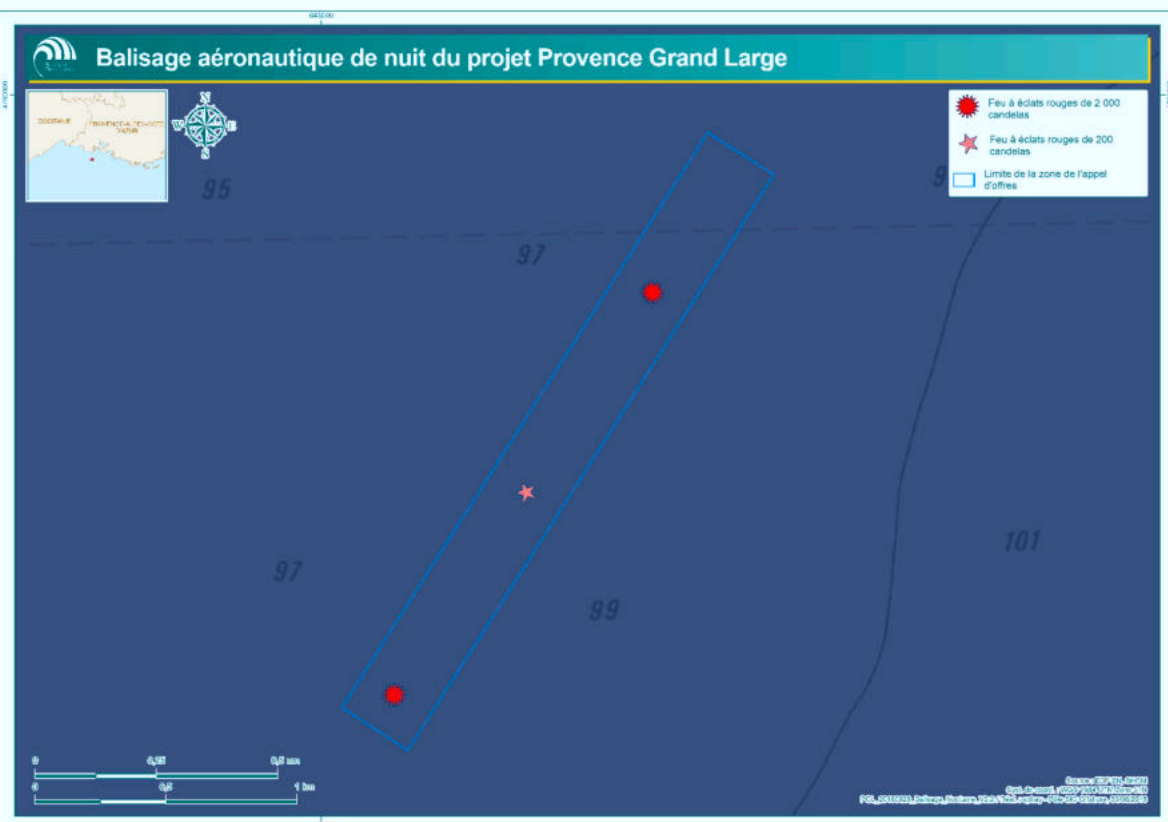 Balisage aéronautique de nuit du projet Provence Grand Large
N
W E
S
OCCITANIE
Feu à éclats rouges de 2 000
candelas
Feu à éclats rouges de 200
candelas
Limite de la zone de l'appel
d'offres
95
97
97
99
101
0 0,25 0,5 nm
0 0,5 1 km